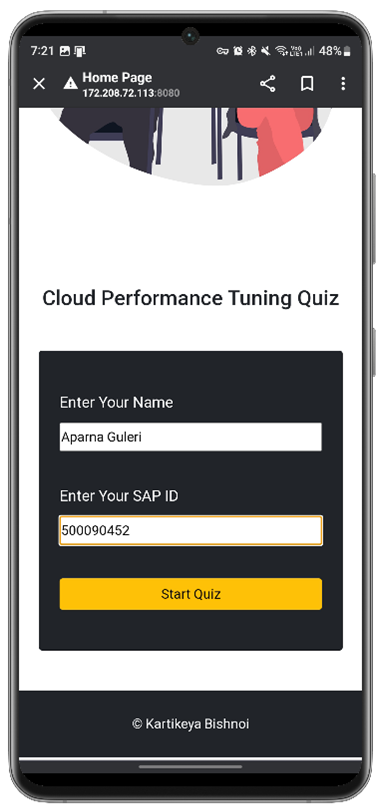 7:21 48%
Home Page
172.208.72.113:8080
Cloud Performance Tuning Quiz
Enter Your Name
Aparna Guleri
Enter Your SAP ID
500090452
Start Quiz
© Kartikeya Bishnoi